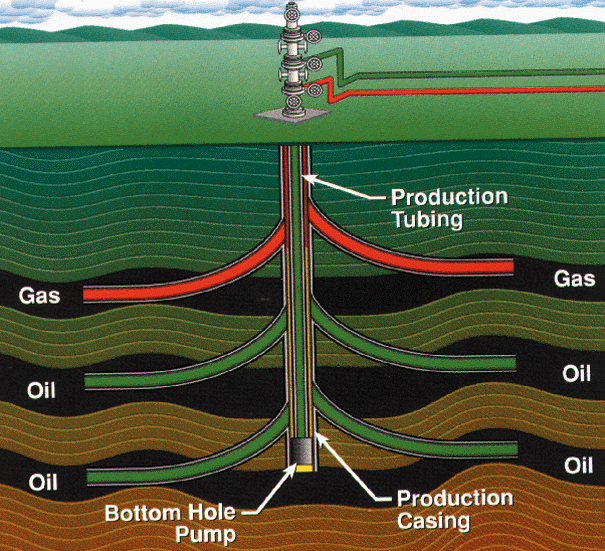 Production
Tubing
Gas
Gas
Oil
Oil
Oil
Oil
Bottom Hole
Pump
Production
Casing